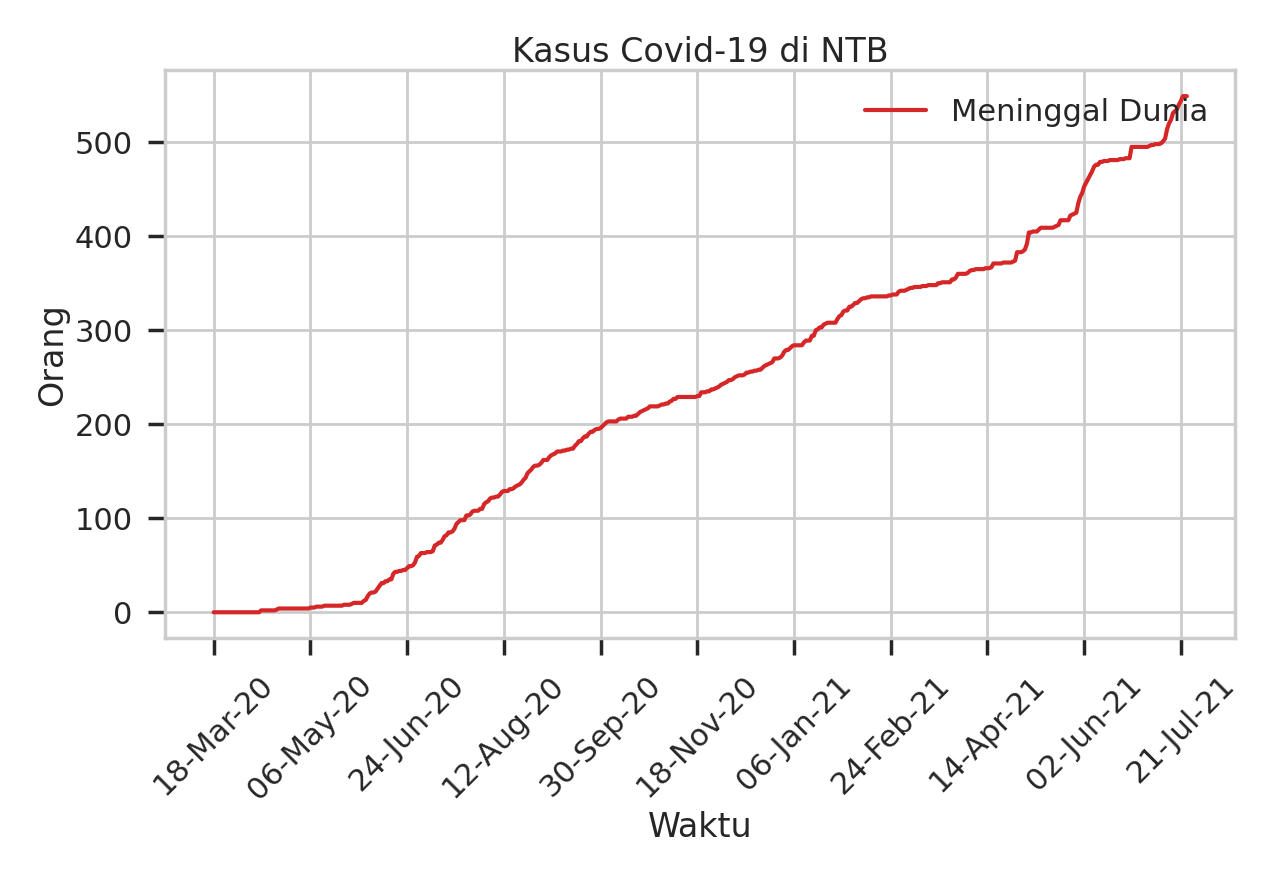 Kasus Covid-19 di NTB
Meninggal Dunia
Orang
500
400
300
200
100
0
18-Mar-20
06-May-20
24-Jun-20
12-Aug-20
30-Sep-20
18-Nov-20
06-Jan-21
24-Feb-21
14-Apr-21
02-Jun-21
21-Jul-21
Waktu